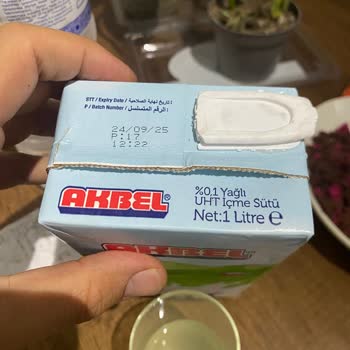 STT / Expiry Date / تاريخ نهاية الصلاحية :
P / Batch Number / الرقم المتسلسل :
24/09/25
P:17
12:22
AKBEL®
%0.1 Yağlı
UHT İçme Sütü
Net:1 Litre e
AKBEL